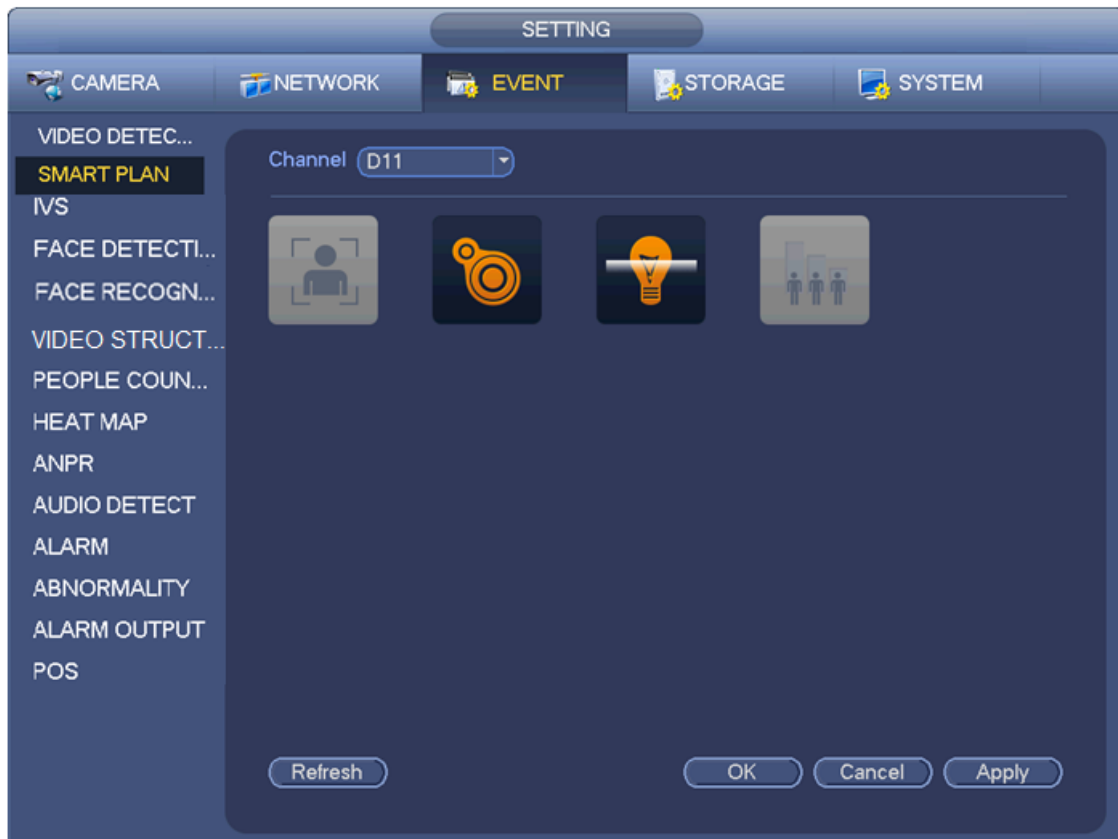 SETTING
CAMERA NETWORK EVENT STORAGE SYSTEM
VIDEO DETEC...
SMART PLAN
IVS
FACE DETECTI...
FACE RECOGN...
VIDEO STRUCT...
PEOPLE COUN...
HEAT MAP
ANPR
AUDIO DETECT
ALARM
ABNORMALITY
ALARM OUTPUT
POS
Channel D11
Refresh OK Cancel Apply